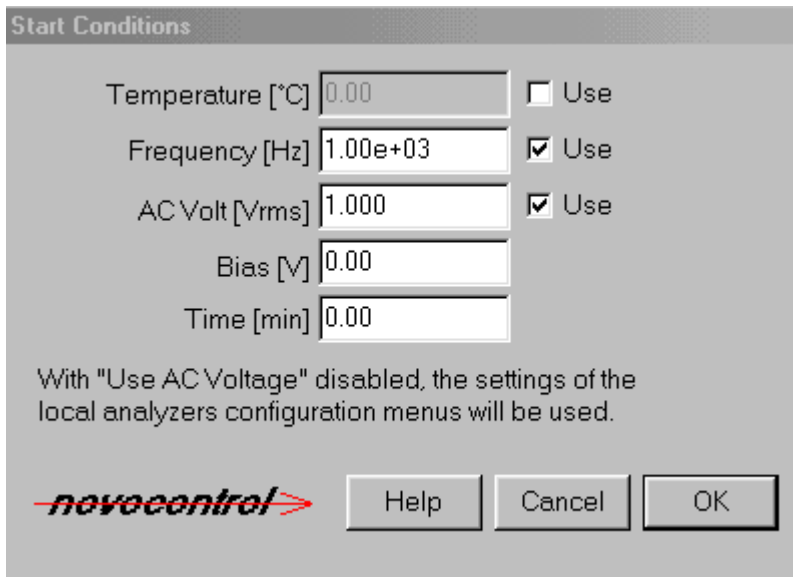 Start Conditions
Temperature [°C] 0.00 Use
Frequency [Hz] 1.00e+03 Use
AC Volt [Vrms] 1.000 Use
Bias [V] 0.00
Time [min] 0.00
With "Use AC Voltage" disabled, the settings of the
local analyzers configuration menus will be used.
novocontrol Help Cancel OK